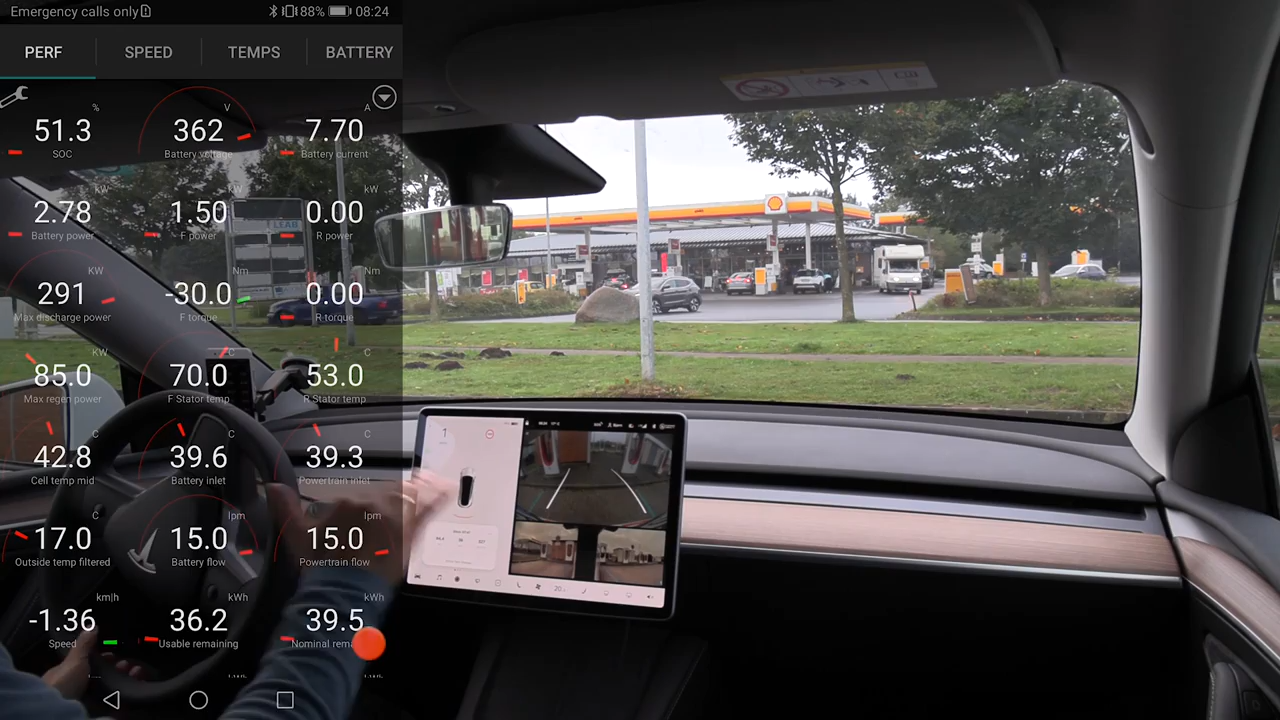 Emergency calls only 88% 08:24
PERF SPEED TEMPS BATTERY
% V A
51.3 362 7.70
SOC Battery voltage Battery current
kW kW kW
2.78 1.50 0.00
Battery power F power R power
KW Nm Nm
291 -30.0 0.00
Max discharge power F torque R torque
KW C C
85.0 70.0 53.0
Max regen power F Stator temp R Stator temp
C C C
42.8 39.6 39.3
Cell temp mid Battery inlet Powertrain inlet
C lpm lpm
17.0 15.0 15.0
Outside temp filtered Battery flow Powertrain flow
km|h kWh kWh
-1.36 36.2 39.5
Speed Usable remaining Nominal rema
LEAB
1